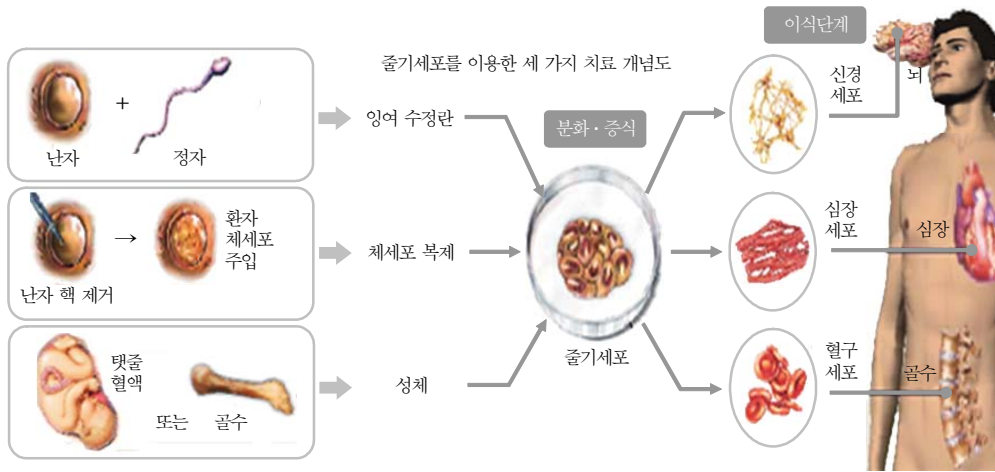 줄기세포를 이용한 세 가지 치료 개념도
난자
+
정자
잉여 수정란
난자 핵 제거
→
환자
체세포
주입
체세포 복제
탯줄
혈액
또는
골수
성체
분화·증식
줄기세포
이식단계
신경
세포
뇌
심장
세포
심장
혈구
세포
골수